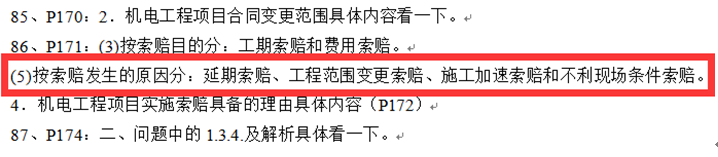 85、P170：2．机电工程项目合同变更范围具体内容看一下。
86、P171：(3)按索赔目的分：工期索赔和费用索赔。
(5)按索赔发生的原因分：延期索赔、工程范围变更索赔、施工加速索赔和不利现场条件索赔。
4．机电工程项目实施索赔具备的理由具体内容（P172）
87、P174：二、问题中的 1.3.4.及解析具体看一下。